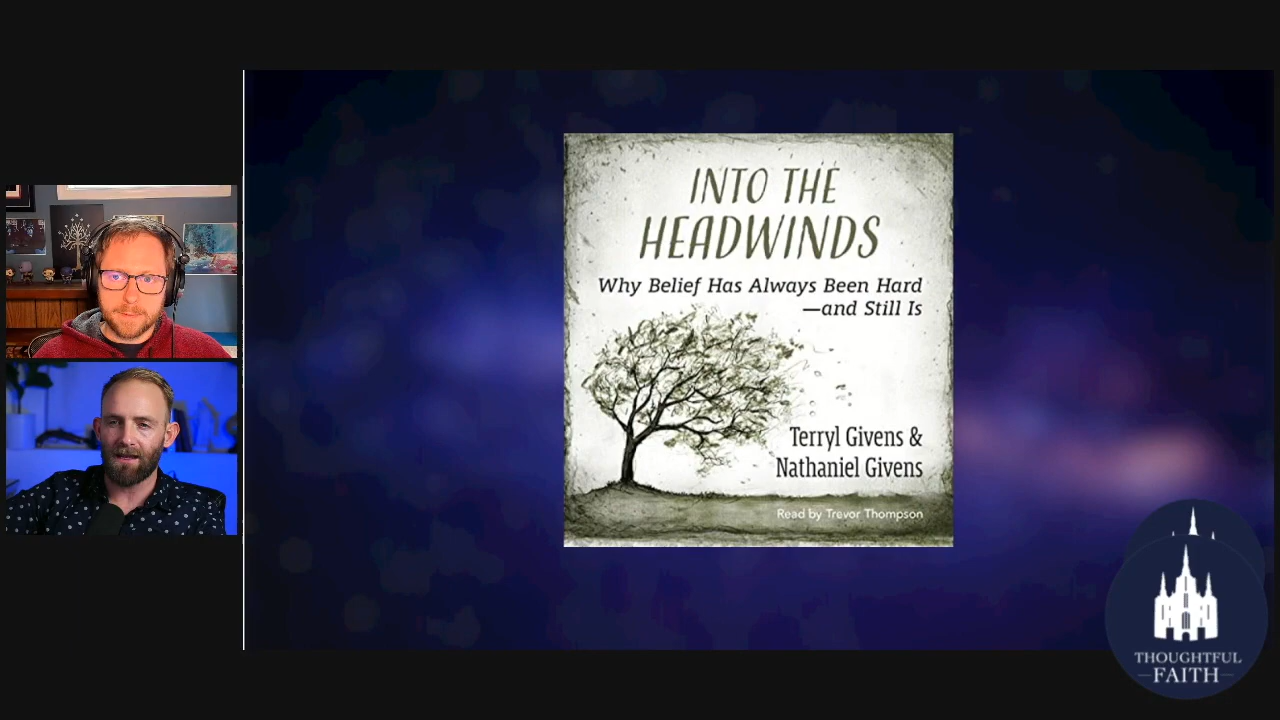 INTO THE
HEADWINDS
Why Belief Has Always Been Hard
—and Still Is
Terryl Givens &
Nathaniel Givens
Read by Trevor Thompson
THOUGHTFUL
FAITH